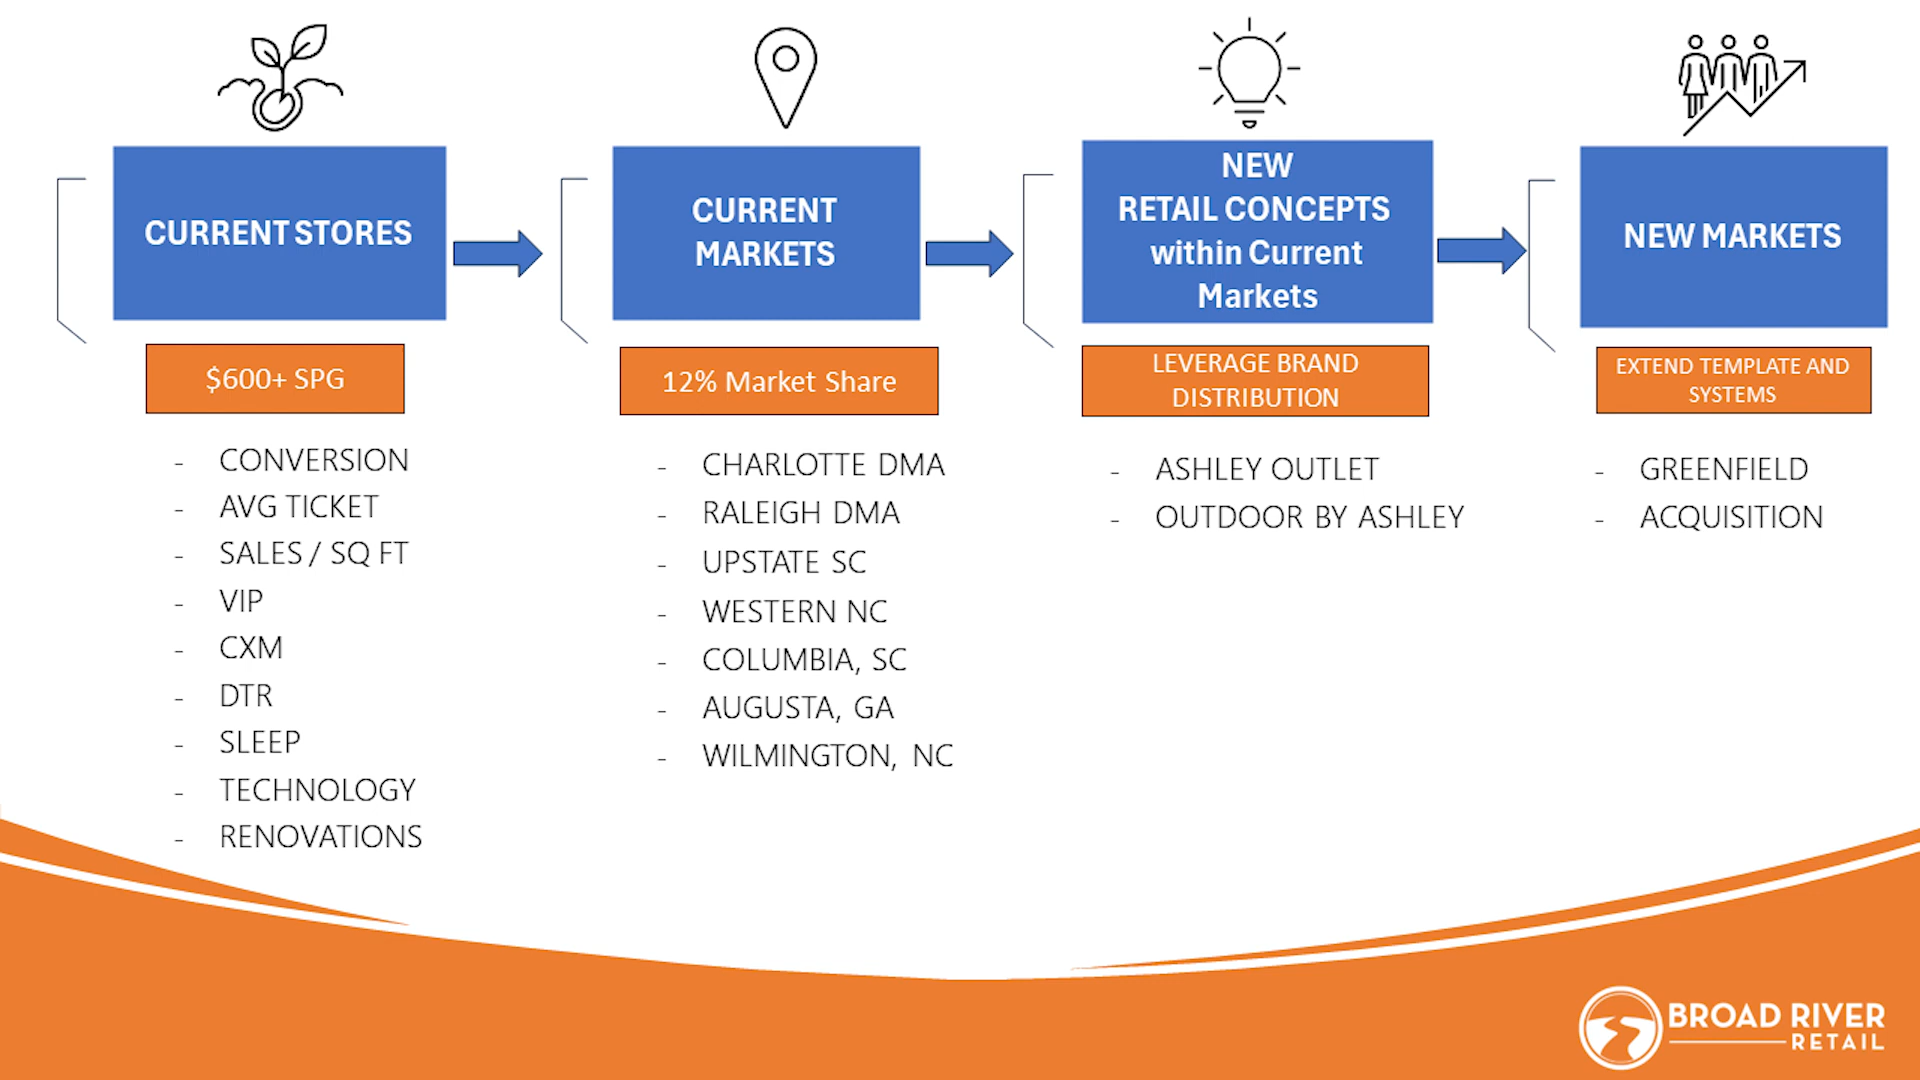 CURRENT STORES
$600+ SPG
- CONVERSION
- AVG TICKET
- SALES / SQ FT
- VIP
- CXM
- DTR
- SLEEP
- TECHNOLOGY
- RENOVATIONS
CURRENT
MARKETS
12% Market Share
- CHARLOTTE DMA
- RALEIGH DMA
- UPSTATE SC
- WESTERN NC
- COLUMBIA, SC
- AUGUSTA, GA
- WILMINGTON, NC
NEW
RETAIL CONCEPTS
within Current
Markets
LEVERAGE BRAND
DISTRIBUTION
- ASHLEY OUTLET
- OUTDOOR BY ASHLEY
NEW MARKETS
EXTEND TEMPLATE AND
SYSTEMS
- GREENFIELD
- ACQUISITION
BROAD RIVER
RETAIL